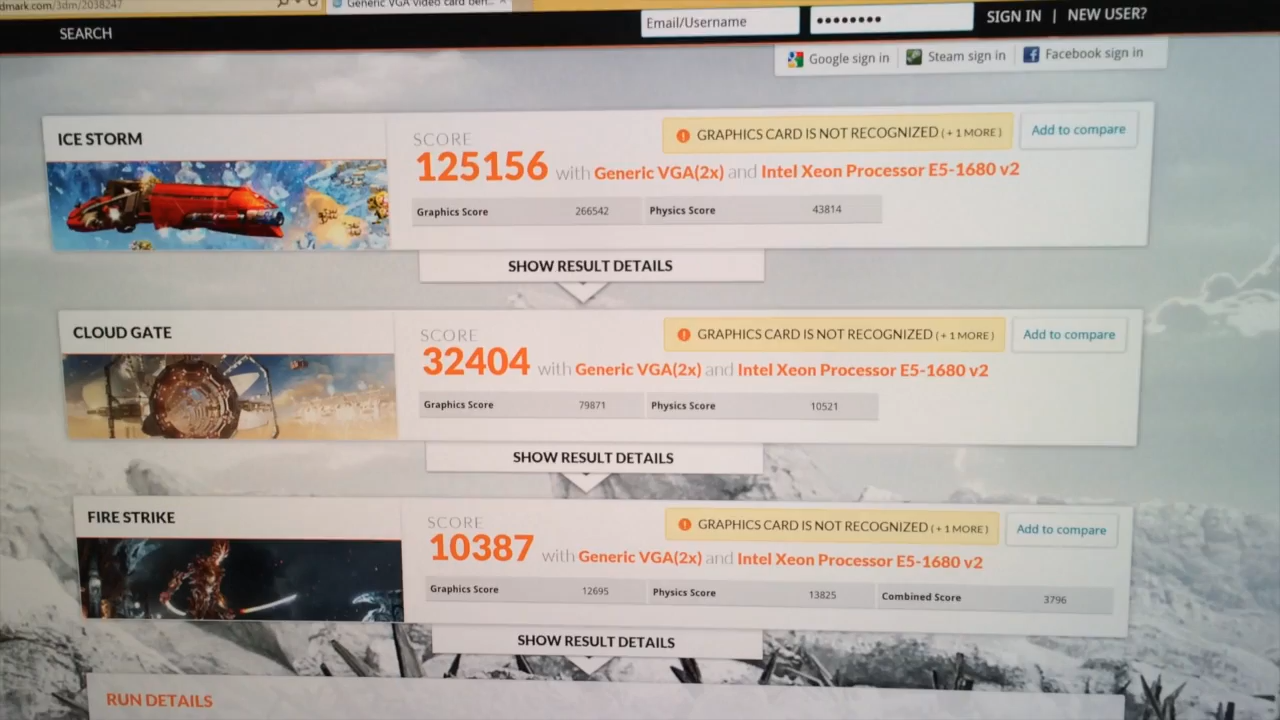 dmark.com/3dm/2038247
Generic VGA video card ben...
SEARCH
Email/Username
SIGN IN | NEW USER?
Google sign in
Steam sign in
Facebook sign in
ICE STORM
SCORE
GRAPHICS CARD IS NOT RECOGNIZED (+ 1 MORE)
Add to compare
125156 with Generic VGA(2x) and Intel Xeon Processor E5-1680 v2
Graphics Score 266542 Physics Score 43814
SHOW RESULT DETAILS
CLOUD GATE
SCORE
GRAPHICS CARD IS NOT RECOGNIZED (+ 1 MORE)
Add to compare
32404 with Generic VGA(2x) and Intel Xeon Processor E5-1680 v2
Graphics Score 79871 Physics Score 10521
SHOW RESULT DETAILS
FIRE STRIKE
SCORE
GRAPHICS CARD IS NOT RECOGNIZED (+ 1 MORE)
Add to compare
10387 with Generic VGA(2x) and Intel Xeon Processor E5-1680 v2
Graphics Score 12695 Physics Score 13825 Combined Score 3796
SHOW RESULT DETAILS
RUN DETAILS